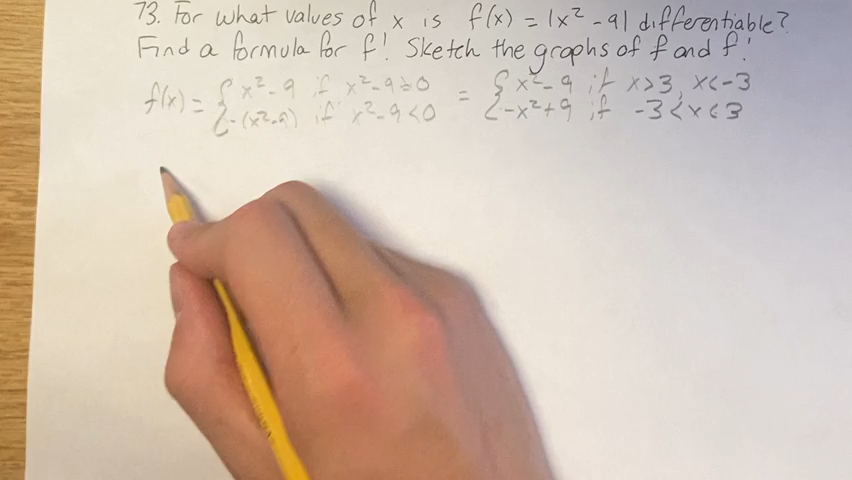 73. For what values of x is f(x) = |x² - 9| differentiable?
Find a formula for f'. Sketch the graphs of f and f'.
f(x) = { x² - 9 if x² - 9 ≥ 0 = { x² - 9 if x > 3, x < -3
{ -(x² - 9) if x² - 9 < 0 { -x² + 9 if -3 < x < 3